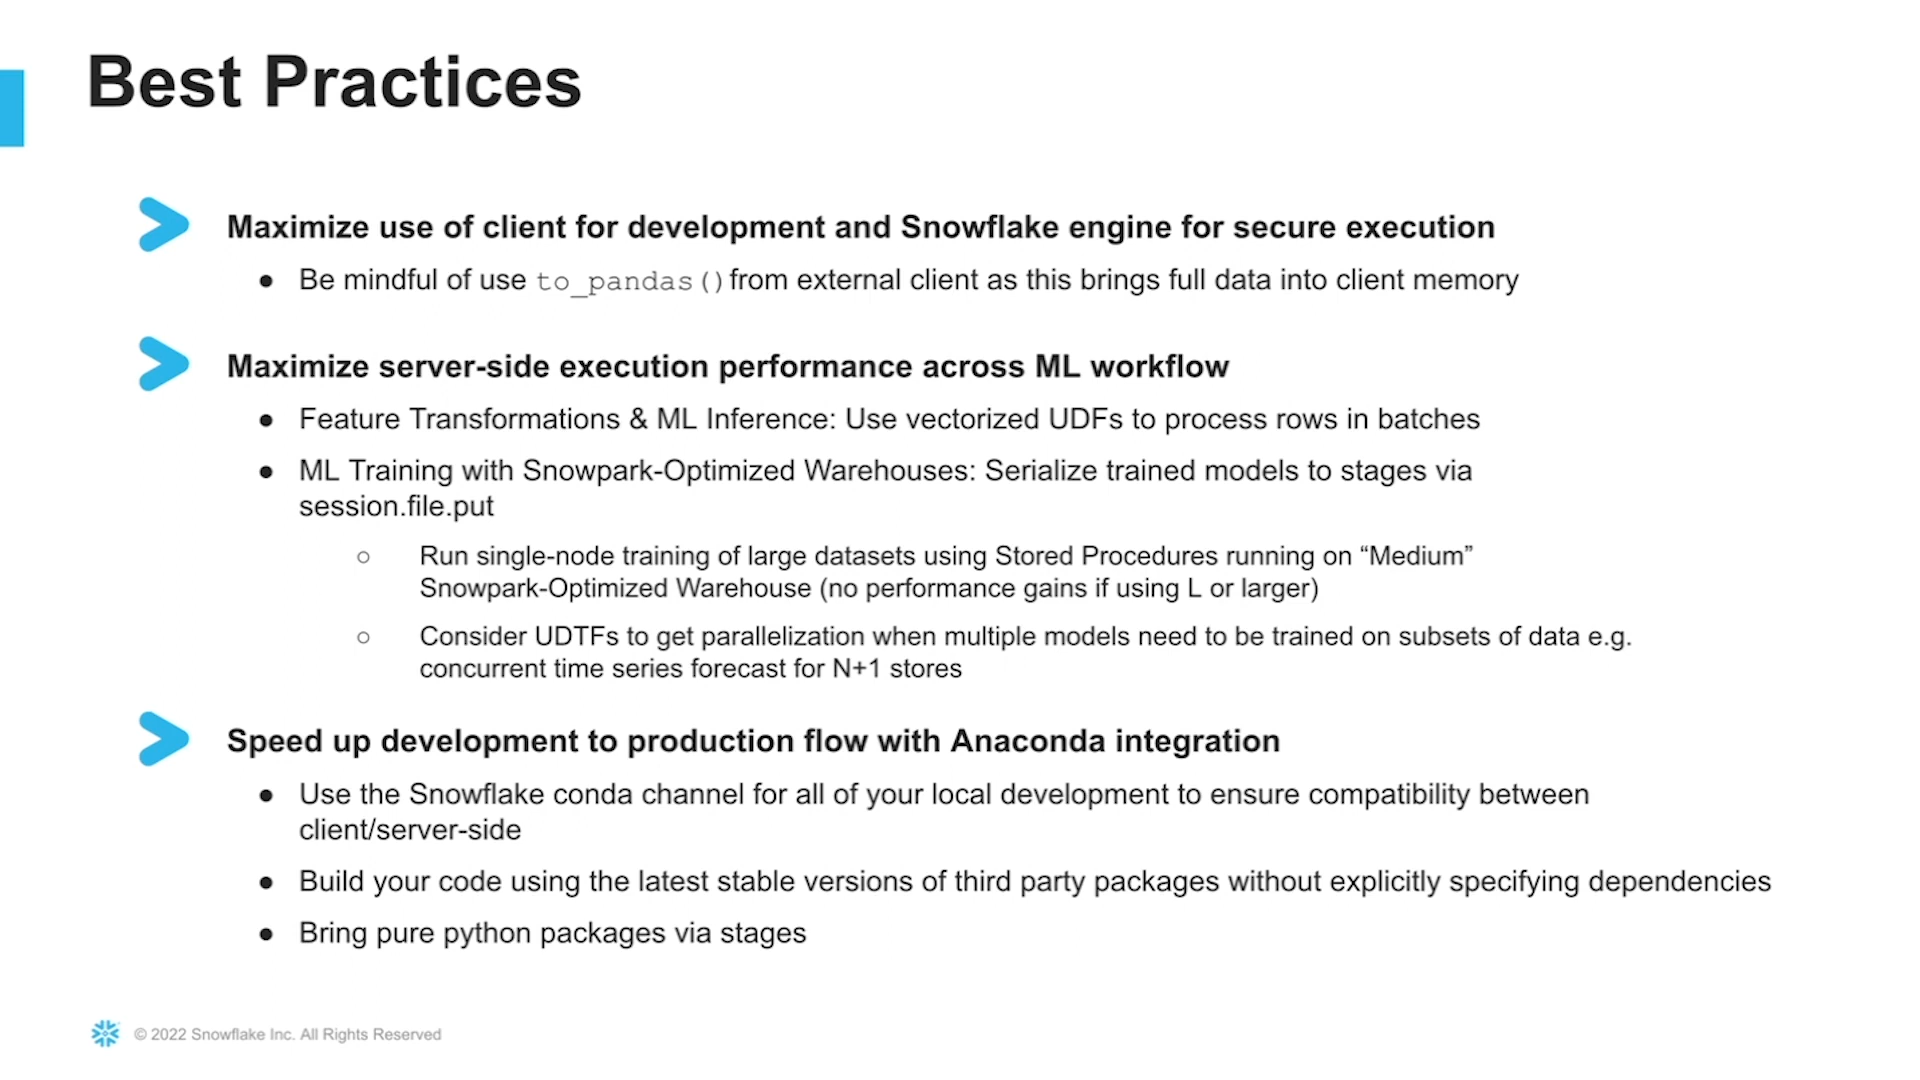 Best Practices
Maximize use of client for development and Snowflake engine for secure execution
● Be mindful of use to_pandas() from external client as this brings full data into client memory
Maximize server-side execution performance across ML workflow
● Feature Transformations & ML Inference: Use vectorized UDFs to process rows in batches
● ML Training with Snowpark-Optimized Warehouses: Serialize trained models to stages via
session.file.put
○ Run single-node training of large datasets using Stored Procedures running on “Medium”
Snowpark-Optimized Warehouse (no performance gains if using L or larger)
○ Consider UDTFs to get parallelization when multiple models need to be trained on subsets of data e.g.
concurrent time series forecast for N+1 stores
Speed up development to production flow with Anaconda integration
● Use the Snowflake conda channel for all of your local development to ensure compatibility between
client/server-side
● Build your code using the latest stable versions of third party packages without explicitly specifying dependencies
● Bring pure python packages via stages
© 2022 Snowflake Inc. All Rights Reserved